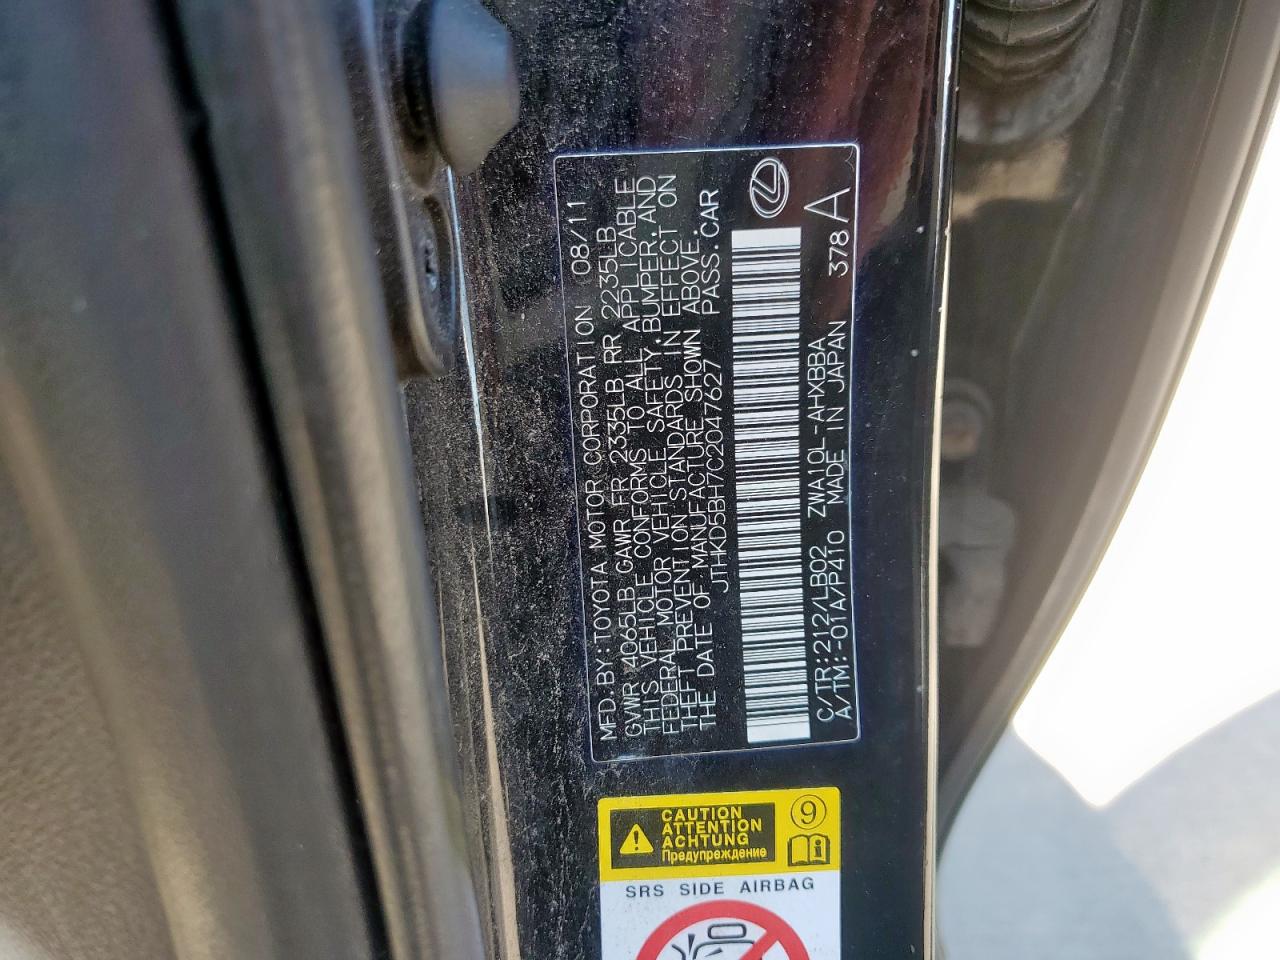 MFD.BY:TOYOTA MOTOR CORPORATION 08/11
GVWR 4065LB GAWR FR 2335LB RR 2235LB
THIS VEHICLE CONFORMS TO ALL APPLICABLE
FEDERAL MOTOR VEHICLE SAFETY,BUMPER,AND
THEFT PREVENTION STANDARDS IN EFFECT ON
THE DATE OF MANUFACTURE SHOWN ABOVE.
JTHKD5BH7C2047627 PASS.CAR
C/TR:212/LB02 ZWA10L-AHXBBA 378A
A/TM:-01A/P410 MADE IN JAPAN
CAUTION
ATTENTION
ACHTUNG
Предупреждение
9
SRS SIDE AIRBAG